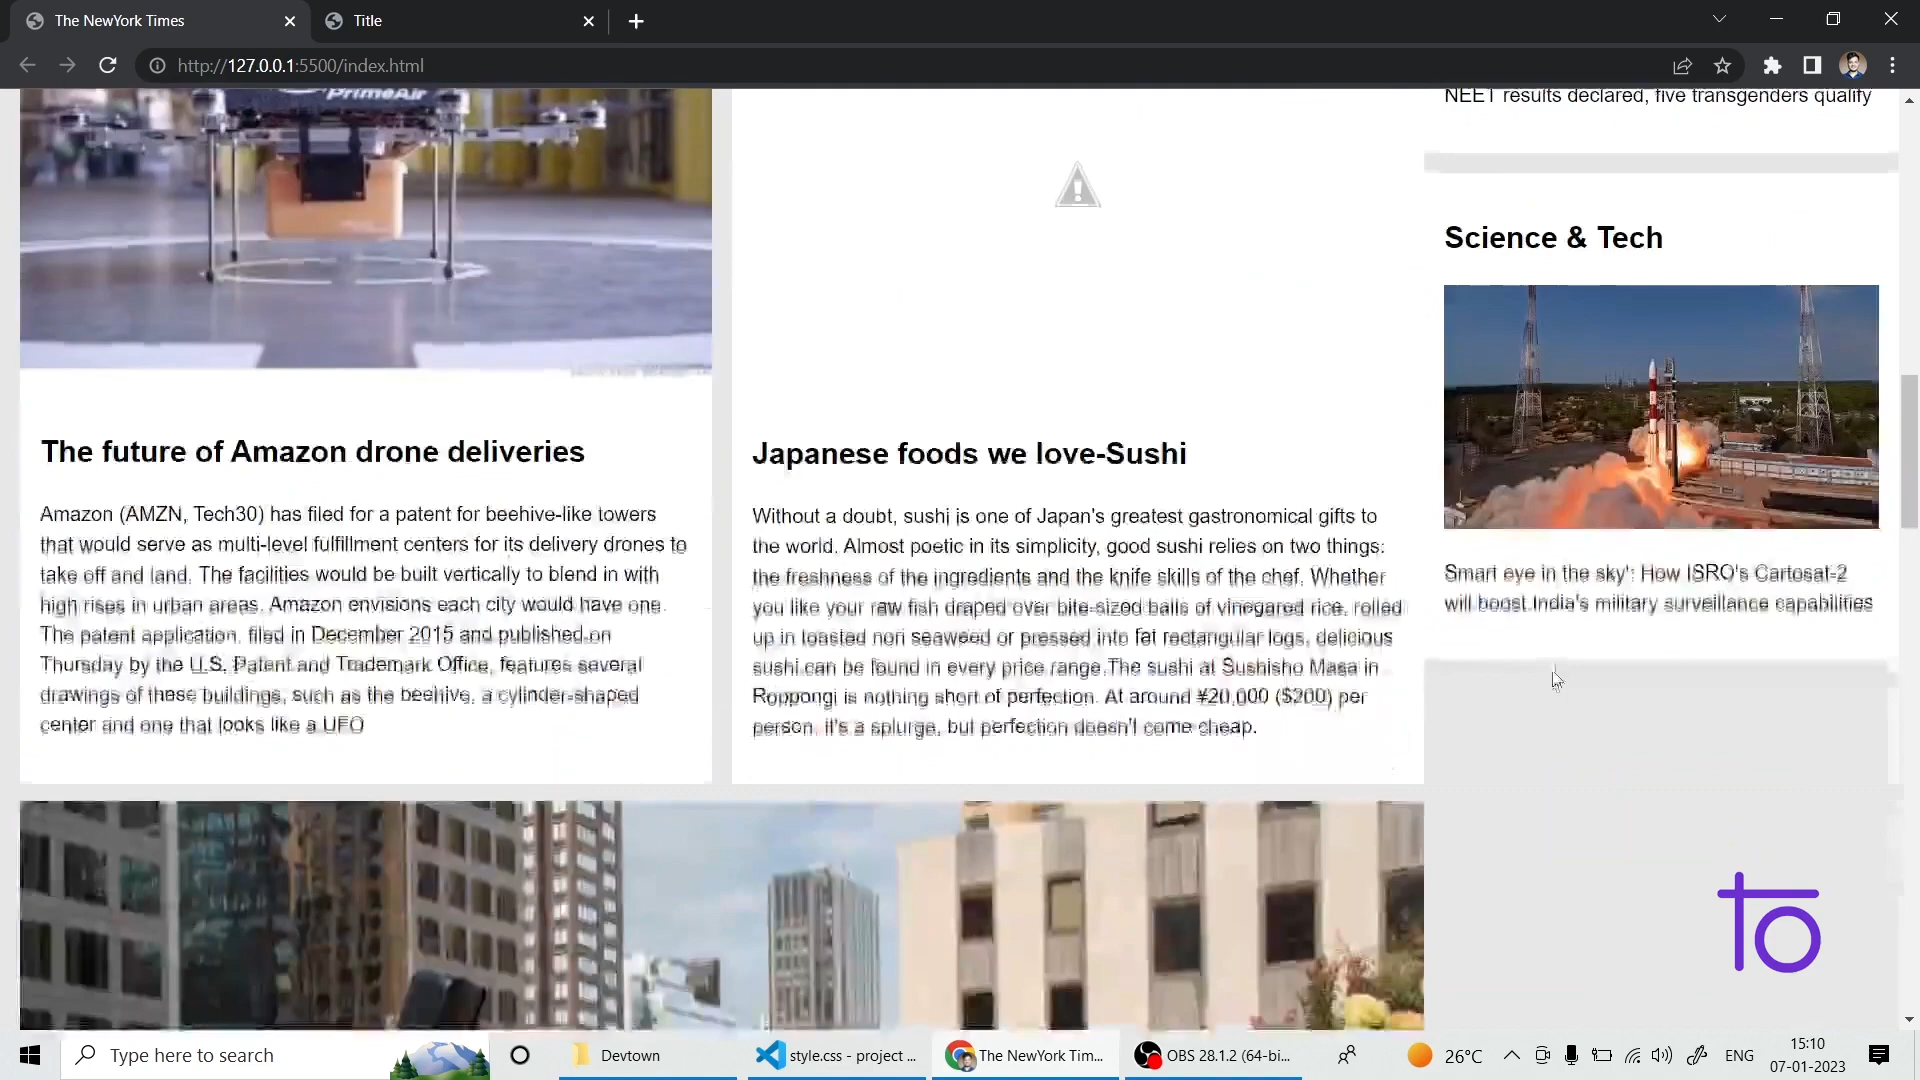 The NewYork Times
Title
http://127.0.0.1:5500/index.html
PrimeAir
NEET results declared, five transgenders qualify
Science & Tech
Smart eye in the sky': How ISRO's Cartosat-2
will boost India's military surveillance capabilities
The future of Amazon drone deliveries
Amazon (AMZN, Tech30) has filed for a patent for beehive-like towers
that would serve as multi-level fulfillment centers for its delivery drones to
take off and land. The facilities would be built vertically to blend in with
high rises in urban areas. Amazon envisions each city would have one.
The patent application, filed in December 2015 and published on
Thursday by the U.S. Patent and Trademark Office, features several
drawings of these buildings, such as the beehive, a cylinder-shaped
center and one that looks like a UFO
Japanese foods we love-Sushi
Without a doubt, sushi is one of Japan's greatest gastronomical gifts to
the world. Almost poetic in its simplicity, good sushi relies on two things:
the freshness of the ingredients and the knife skills of the chef. Whether
you like your raw fish draped over bite-sized balls of vinegared rice, rolled
up in toasted nori seaweed or pressed into fat rectangular logs, delicious
sushi can be found in every price range.The sushi at Sushisho Masa in
Roppongi is nothing short of perfection. At around ¥20,000 ($200) per
person, it's a splurge, but perfection doesn't come cheap.
to
Type here to search
Devtown
style.css - project ...
The NewYork Tim...
OBS 28.1.2 (64-bi...
26°C
ENG
15:10
07-01-2023